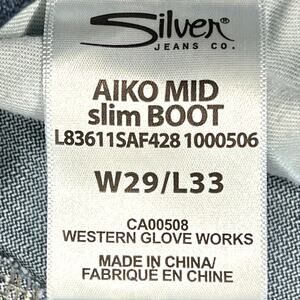 Silver®
JEANS CO.
AIKO MID
slim BOOT
L83611SAF428 1000506
W29/L33
CA00508
WESTERN GLOVE WORKS
MADE IN CHINA/
FABRIQUÉ EN CHINE